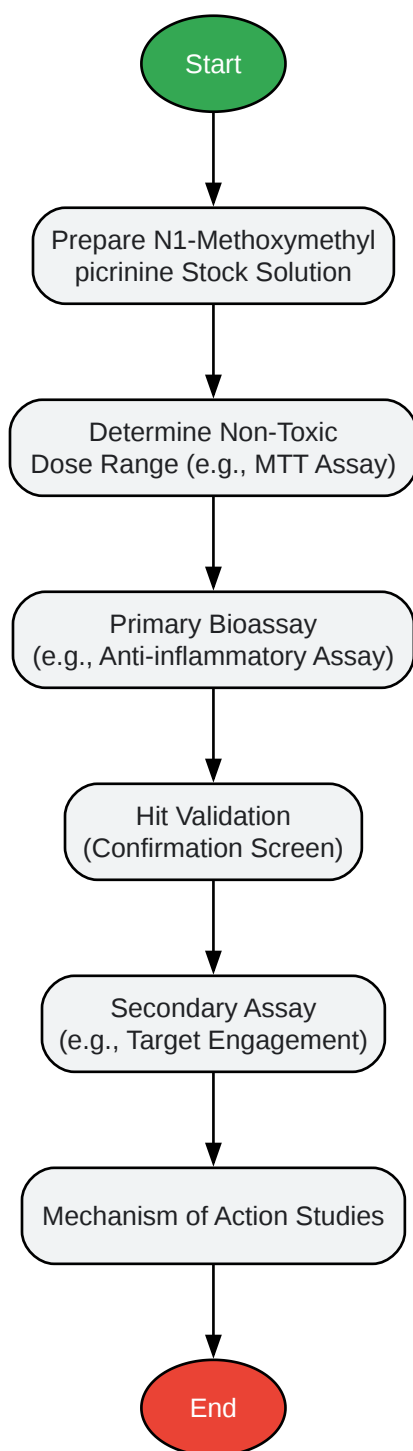 Start
Prepare N1-Methoxymethyl
picrinine Stock Solution
Determine Non-Toxic
Dose Range (e.g., MTT Assay)
Primary Bioassay
(e.g., Anti-inflammatory Assay)
Hit Validation
(Confirmation Screen)
Secondary Assay
(e.g., Target Engagement)
Mechanism of Action Studies
End